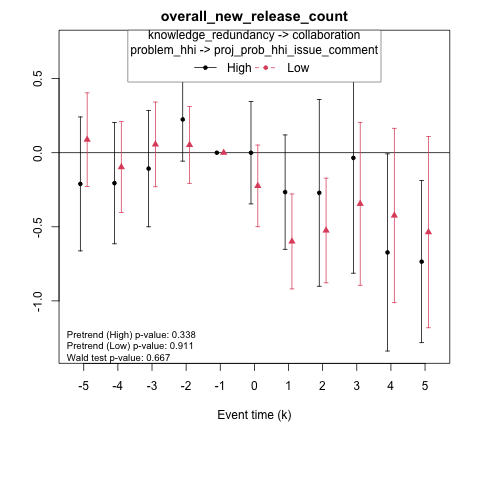 overall_new_release_count
knowledge_redundancy -> collaboration
problem_hhi -> proj_prob_hhi_issue_comment
High Low
0.5
0.0
-0.5
-1.0
Pretrend (High) p-value: 0.338
Pretrend (Low) p-value: 0.911
Wald test p-value: 0.667
-5 -4 -3 -2 -1 0 1 2 3 4 5
Event time (k)